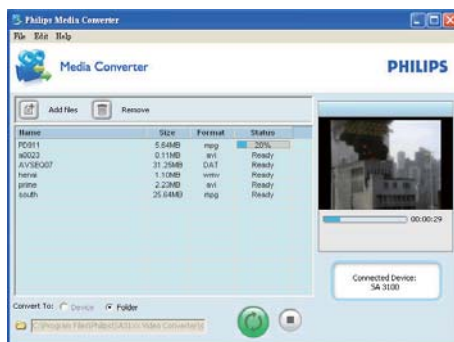 Philips Media Converter
File Edit Help
Media Converter
PHILIPS
Add files Remove
Name Size Format Status
PD011 5.64MB mpg 20%
s0023 0.11MB avi Ready
AVSEQ07 31.25MB DAT Ready
1.10MB wmv Ready
prime 2.23MB avi Ready
south 25.64MB mpg Ready
00:00:29
Connected Device:
SA 3100
Convert To: Device Folder